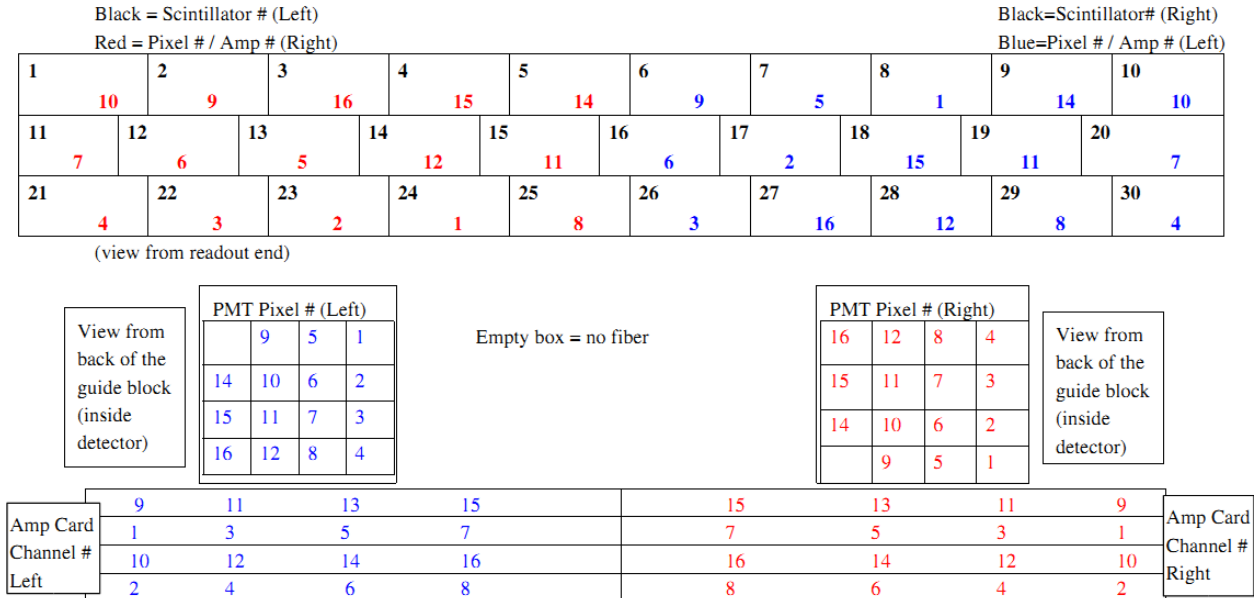 Black = Scintillator # (Left)
Black=Scintillator# (Right)
Red = Pixel # / Amp # (Right)
Blue=Pixel # / Amp # (Left)
1 2 3 4 5 6 7 8 9 10
10 9 16 15 14 9 5 1 14 10
11 12 13 14 15 16 17 18 19 20
7 6 5 12 11 6 2 15 11 7
21 22 23 24 25 26 27 28 29 30
4 3 2 1 8 3 16 12 8 4
(view from readout end)
View from
back of the
guide block
(inside
detector)
PMT Pixel # (Left)
9 5 1
14 10 6 2
15 11 7 3
16 12 8 4
Empty box = no fiber
PMT Pixel # (Right)
16 12 8 4
15 11 7 3
14 10 6 2
9 5 1
View from
back of the
guide block
(inside
detector)
Amp Card
Channel #
Left
9 11 13 15 15 13 11 9
1 3 5 7 7 5 3 1
10 12 14 16 16 14 12 10
2 4 6 8 8 6 4 2
Amp Card
Channel #
Right